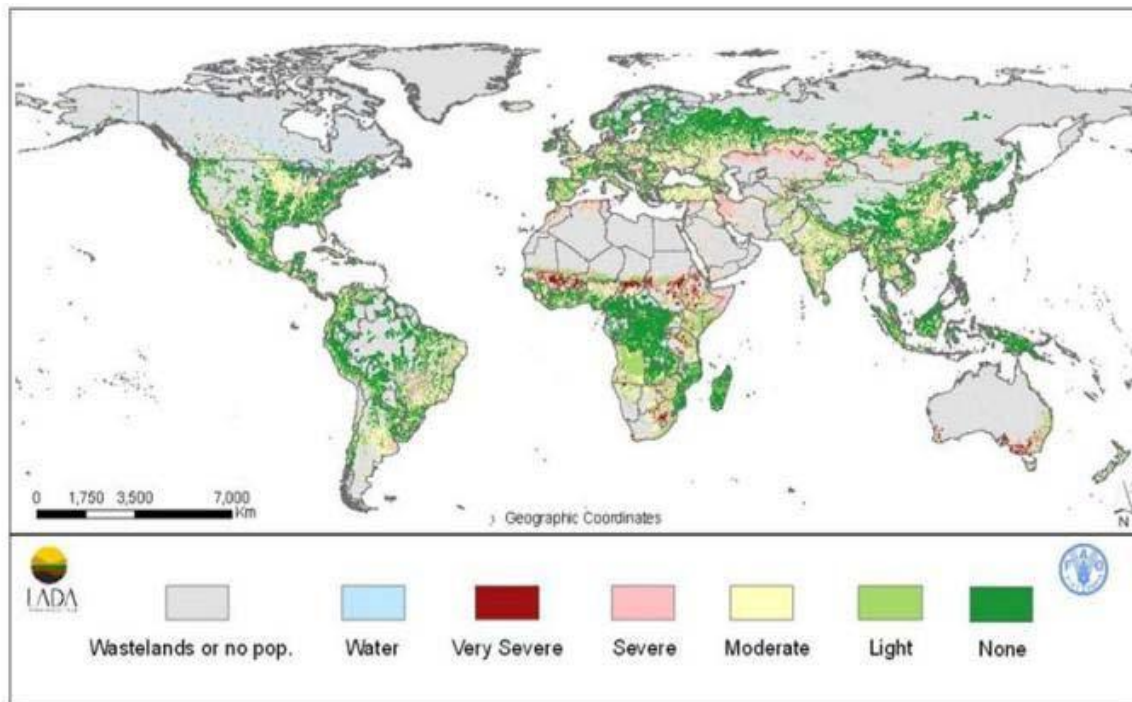 0 1,750 3,500 7,000
Km
Geographic Coordinates
N
LADA
FAO
Wastelands or no pop.
Water
Very Severe
Severe
Moderate
Light
None